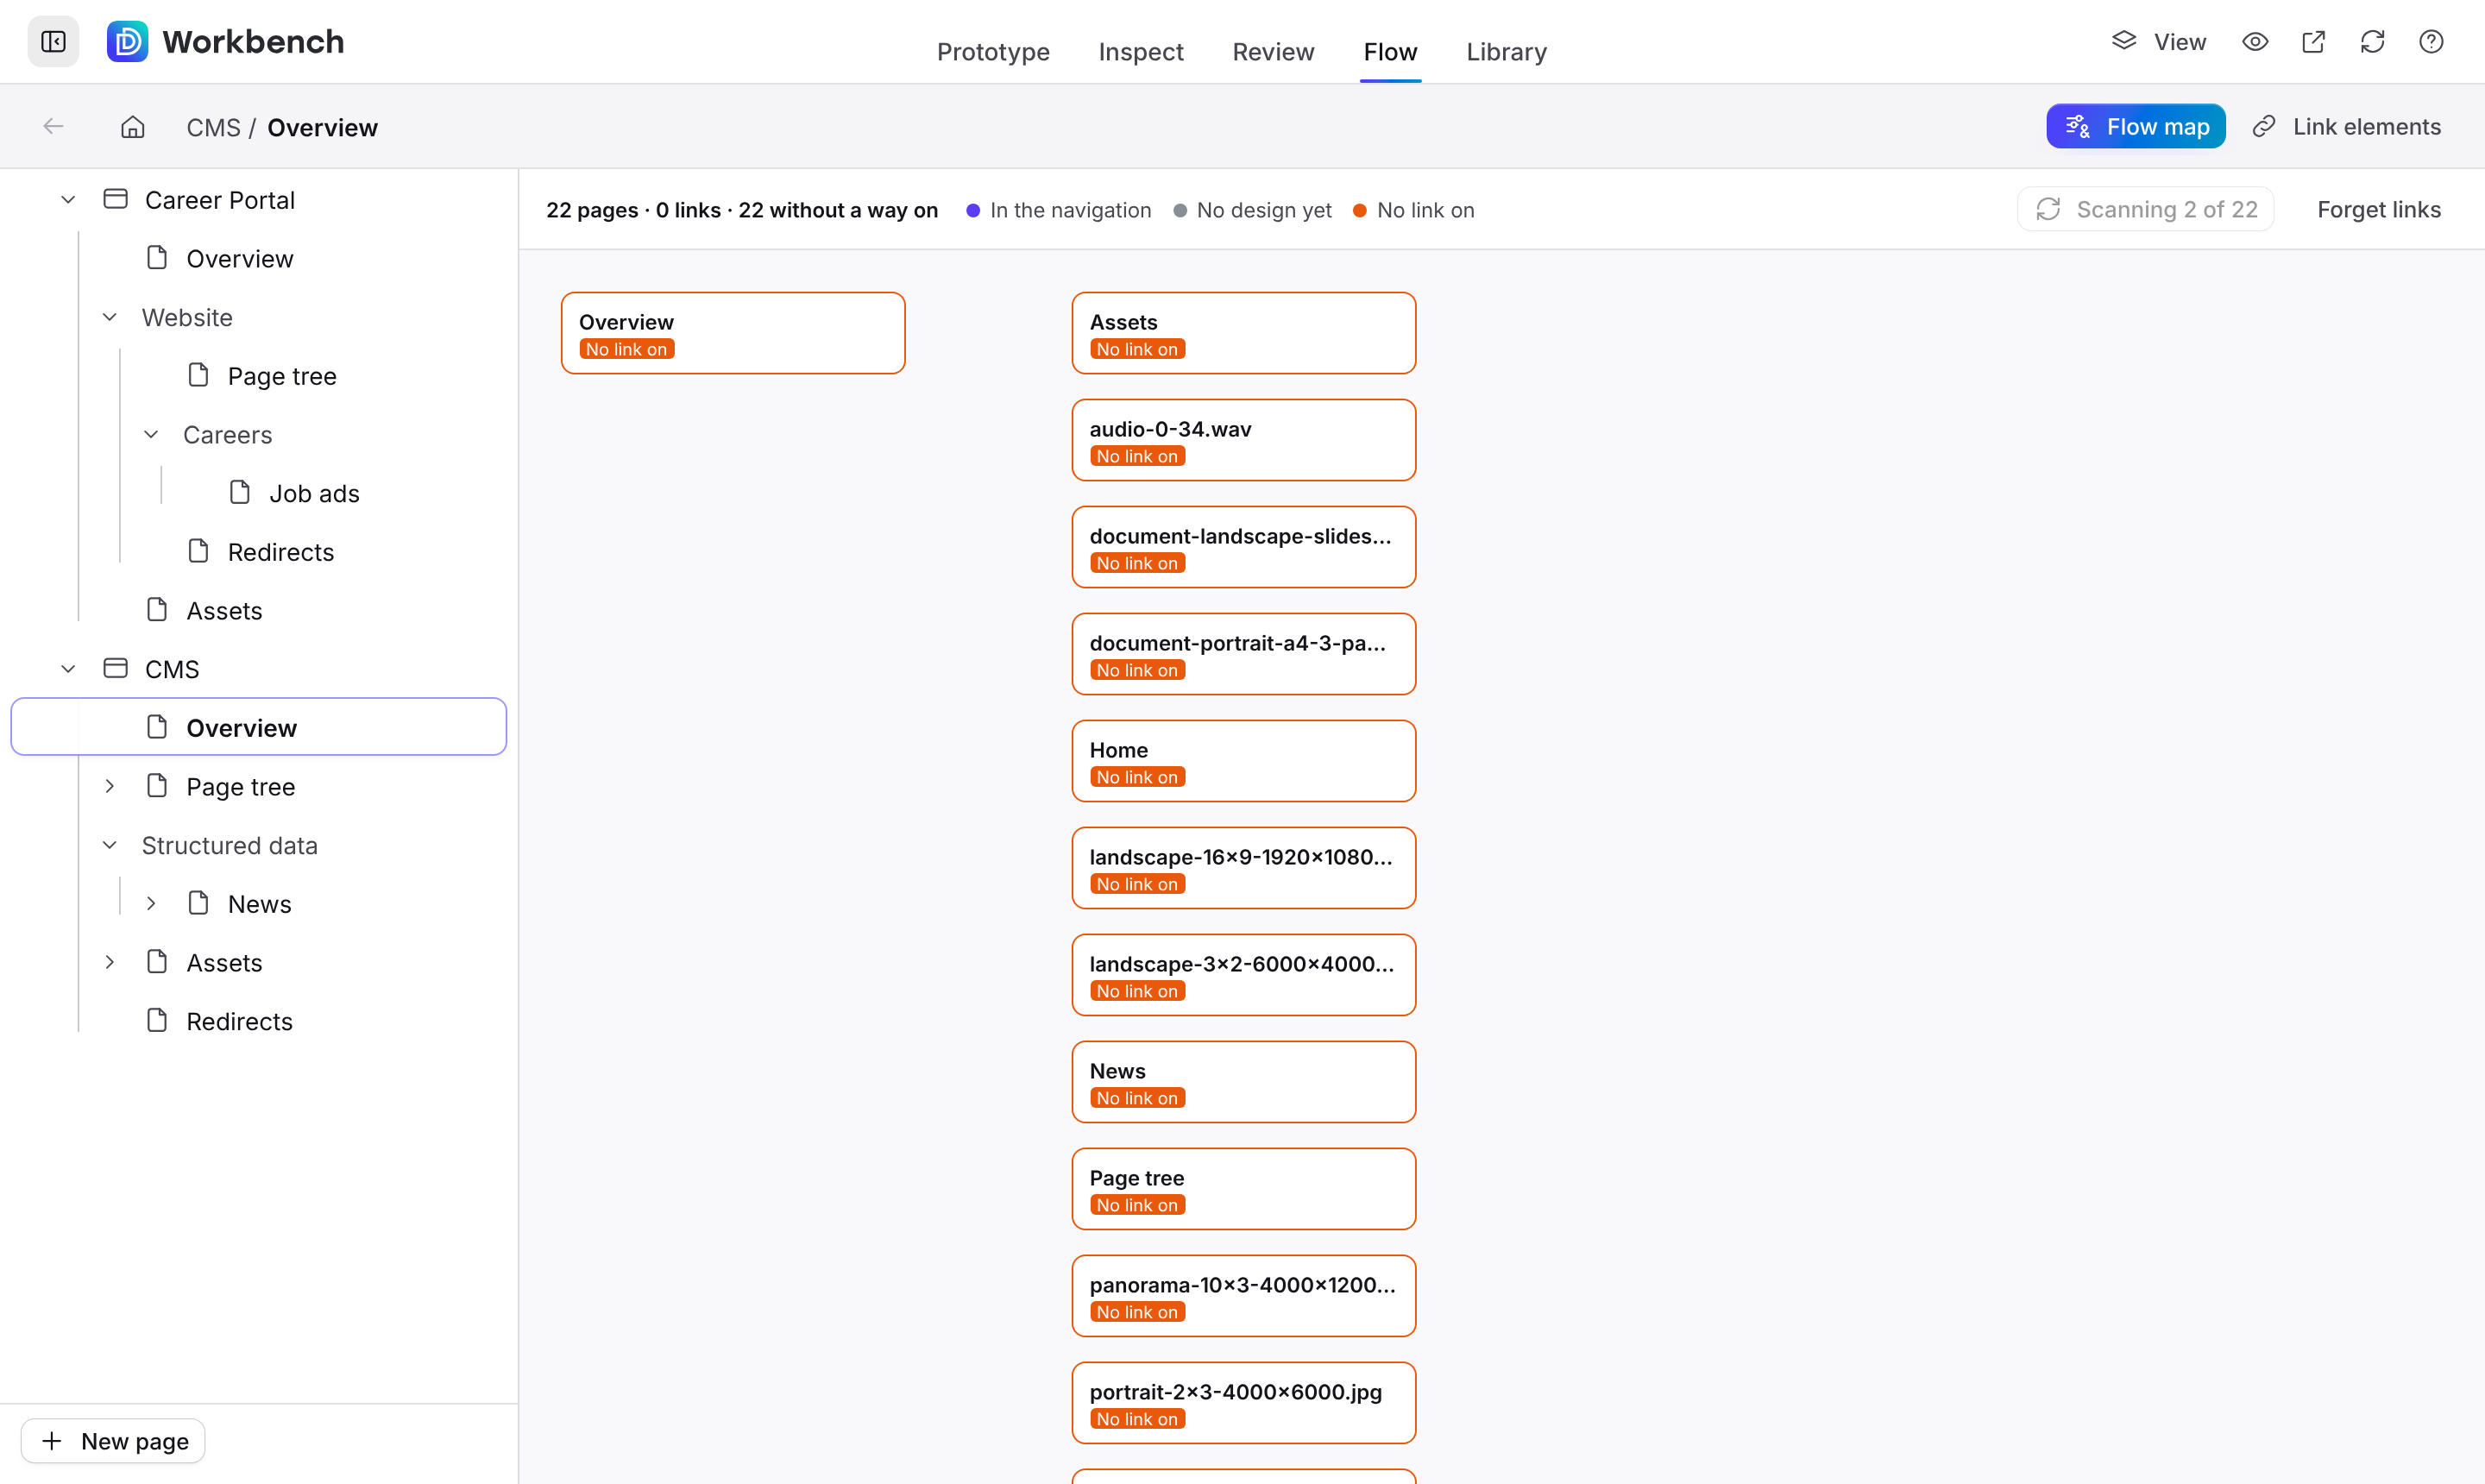 Workbench
Prototype
Inspect
Review
Flow
Library
View
CMS / Overview
Flow map
Link elements
Career Portal
Overview
Website
Page tree
Careers
Job ads
Redirects
Assets
CMS
Overview
Page tree
Structured data
News
Assets
Redirects
New page
22 pages · 0 links · 22 without a way on
In the navigation
No design yet
No link on
Scanning 2 of 22
Forget links
Overview
No link on
Assets
No link on
audio-0-34.wav
No link on
document-landscape-slides...
No link on
document-portrait-a4-3-pa...
No link on
Home
No link on
landscape-16×9-1920×1080...
No link on
landscape-3×2-6000×4000...
No link on
News
No link on
Page tree
No link on
panorama-10×3-4000×1200...
No link on
portrait-2×3-4000×6000.jpg
No link on